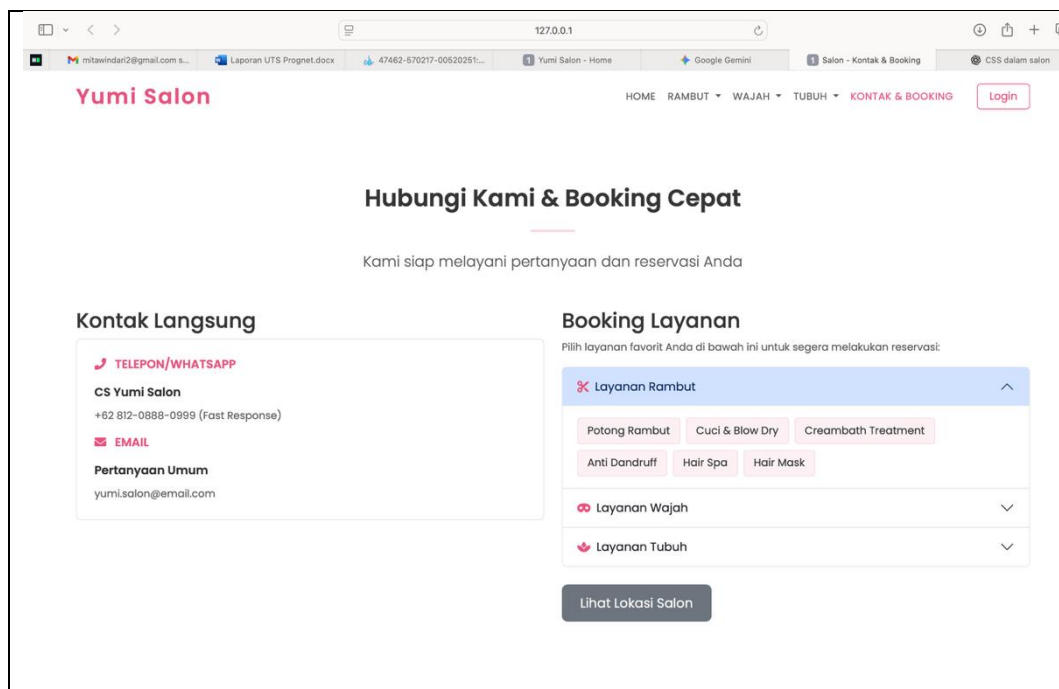 127.0.0.1
mitawindari2@gmail.com s...
Laporan UTS Prognet.docx
47462-570217-00520251:...
1 Yumi Salon - Home
Google Gemini
1 Salon - Kontak & Booking
CSS dalam salon
Yumi Salon
HOME RAMBUT WAJAH TUBUH KONTAK & BOOKING Login
Hubungi Kami & Booking Cepat
Kami siap melayani pertanyaan dan reservasi Anda
Kontak Langsung
TELEPON/WHATSAPP
CS Yumi Salon
+62 812-0888-0999 (Fast Response)
EMAIL
Pertanyaan Umum
yumi.salon@email.com
Booking Layanan
Pilih layanan favorit Anda di bawah ini untuk segera melakukan reservasi:
Layanan Rambut
Potong Rambut Cuci & Blow Dry Creambath Treatment
Anti Dandruff Hair Spa Hair Mask
Layanan Wajah
Layanan Tubuh
Lihat Lokasi Salon